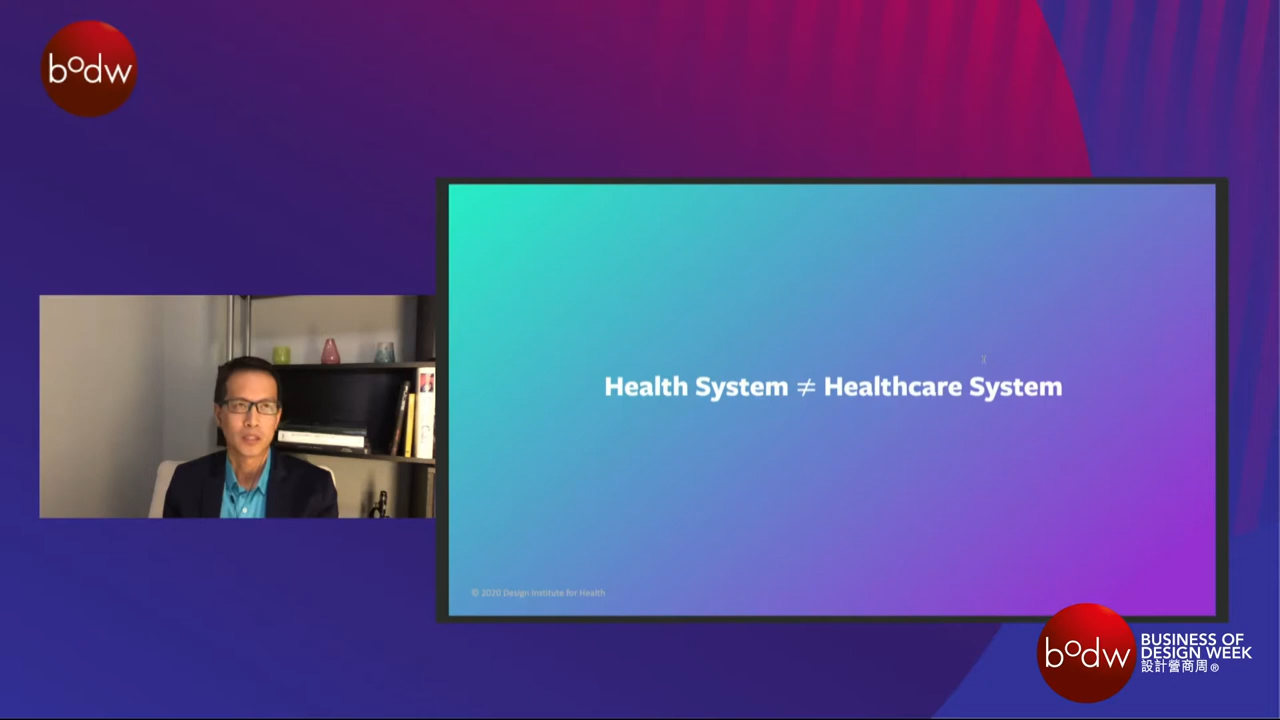 bodw
Health System ≠ Healthcare System
© 2020 Design Institute for Health
bodw
BUSINESS OF
DESIGN WEEK
設計營商周®